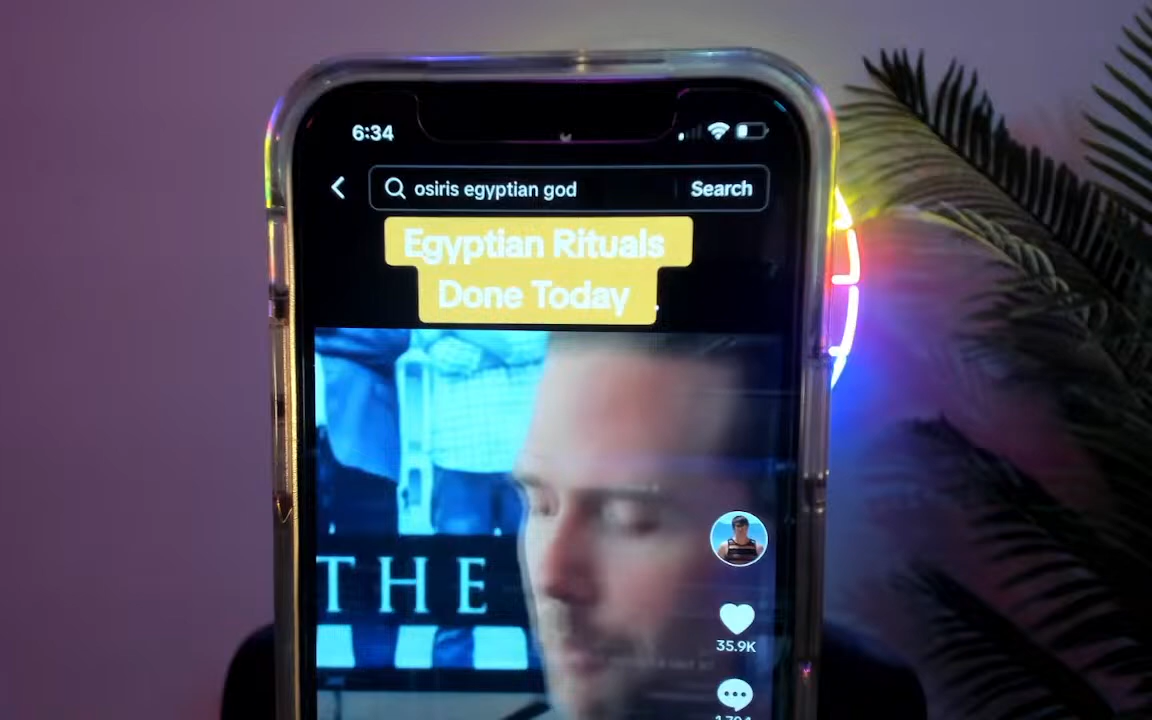 6:34
osiris egyptian god Search
Egyptian Rituals
Done Today
THE
35.9K